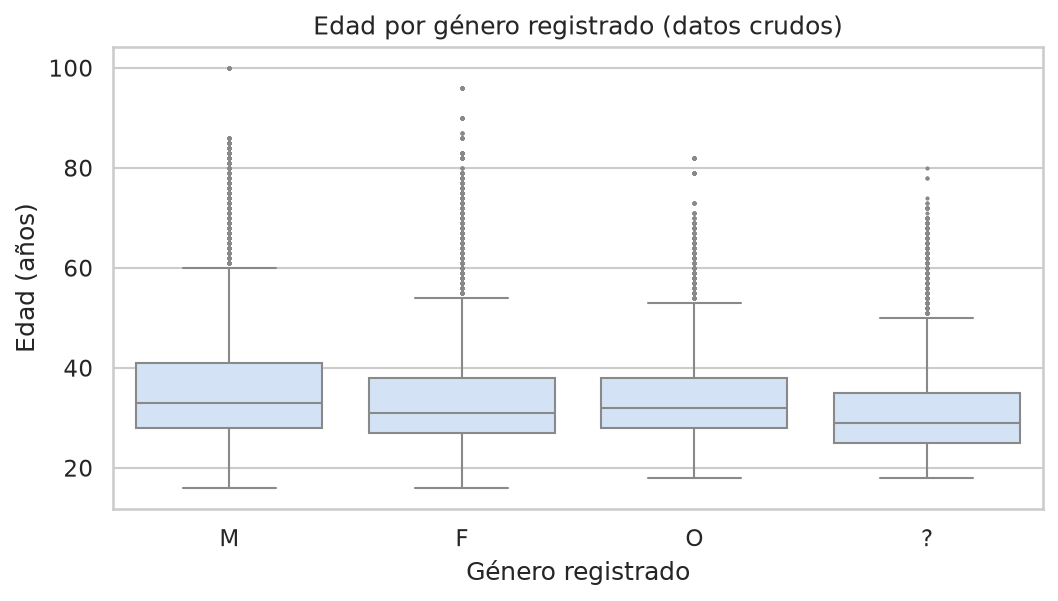 Edad por género registrado (datos crudos)
Edad (años)
100
80
60
40
20
M F O ?
Género registrado